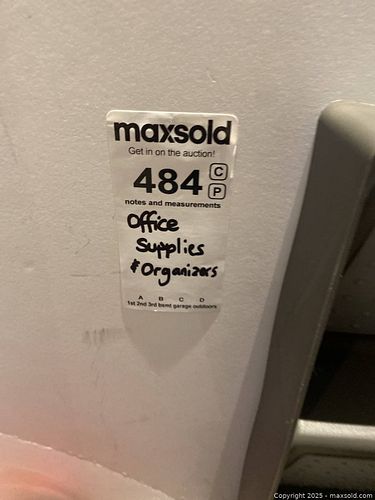 maxsold
Get in on the auction!
484 C
P
notes and measurements
Office
Supplies
& Organizers
A B C D
1st 2nd 3rd bsmt garage outdoors
Copyright 2025 - maxsold.com